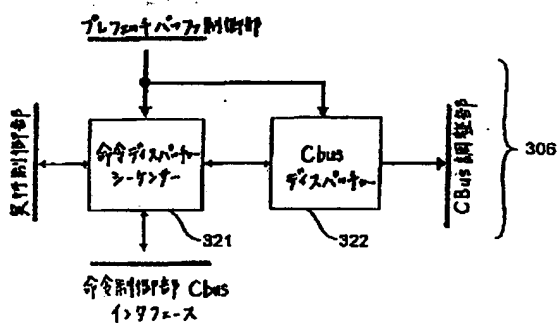 プレフェッチバッファ制御部
実行制御部
命令ディスパッチャー
シーケンサー
Cbus
ディスパッチャー
CBus調整部
306
321
322
命令制御部 Cbus
インタフェース